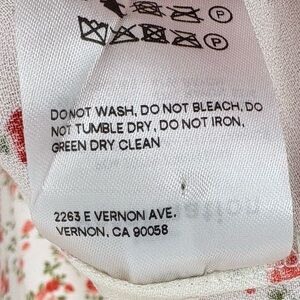 DO NOT WASH, DO NOT BLEACH, DO
NOT TUMBLE DRY, DO NOT IRON,
GREEN DRY CLEAN
2263 E VERNON AVE.
VERNON, CA 90058